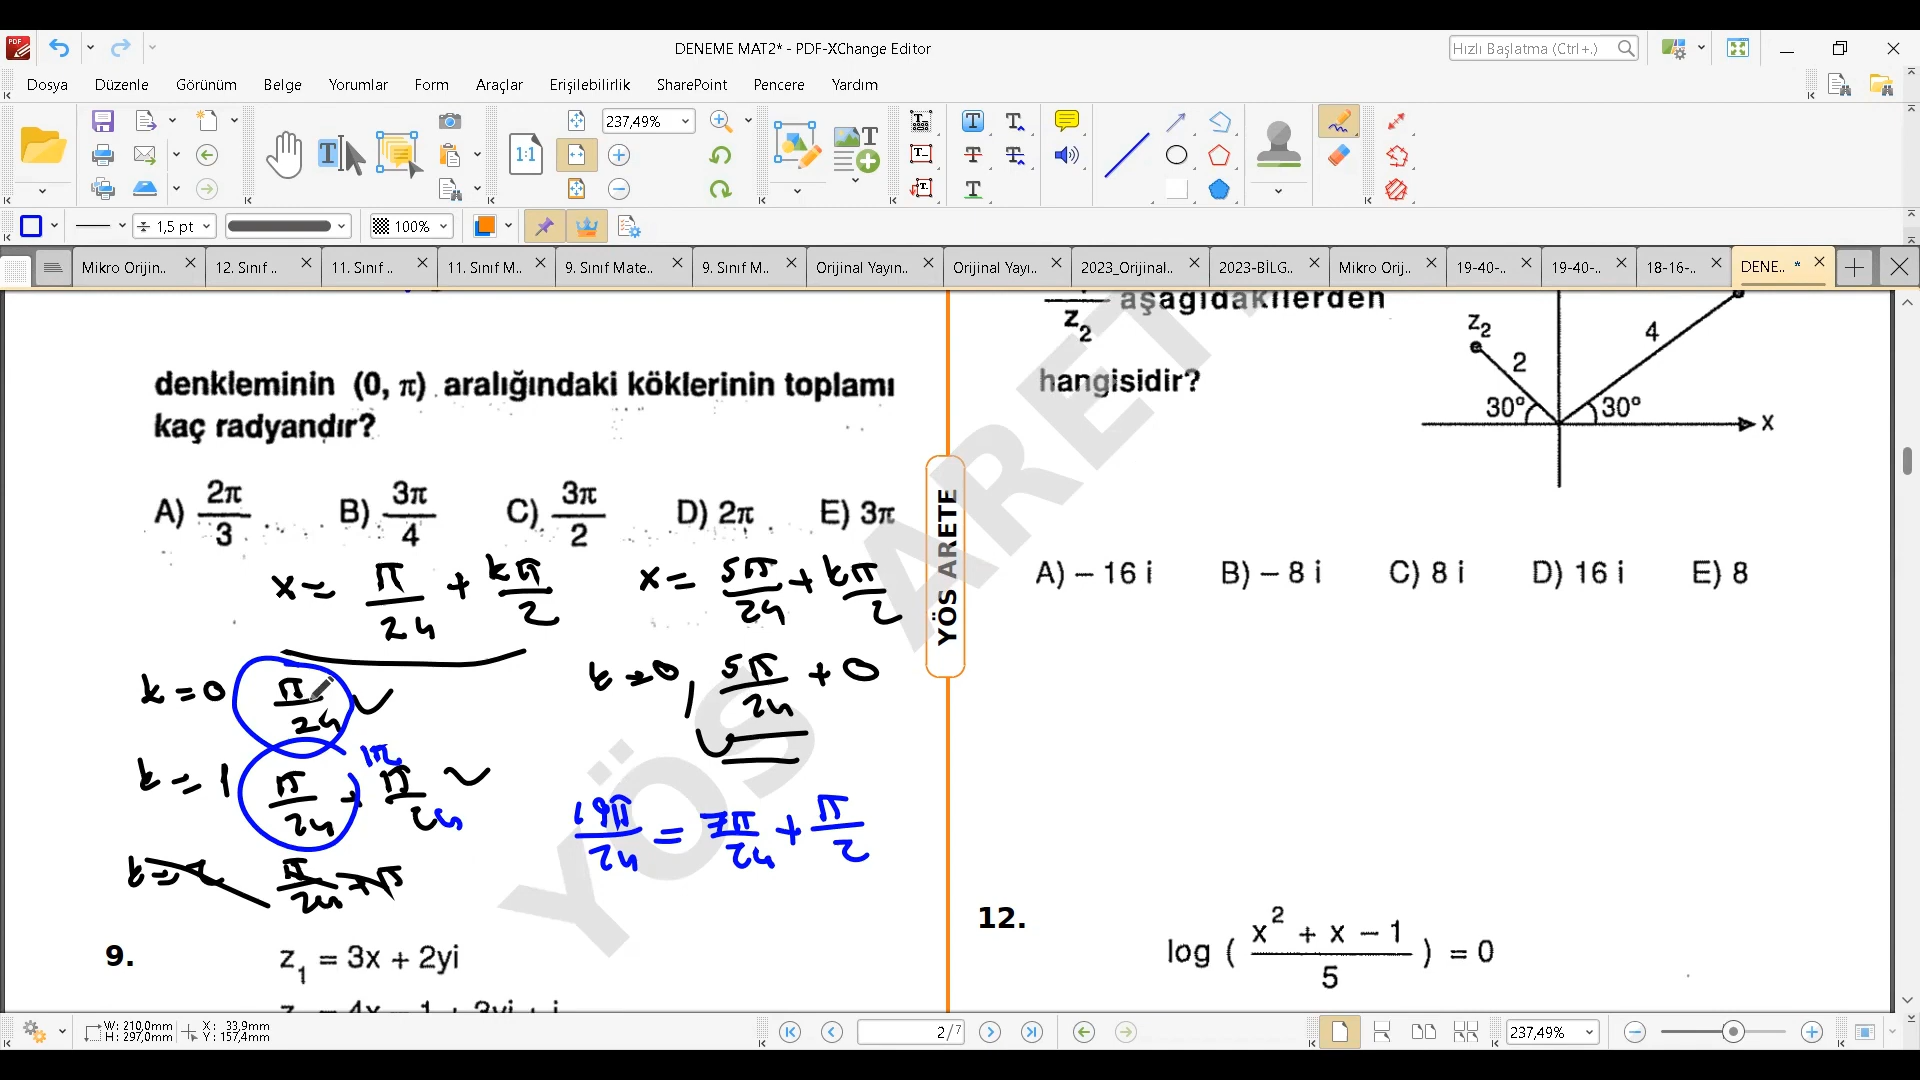 DENEME MAT2* - PDF-XChange Editor
Hızlı Başlatma (Ctrl+.)
Dosya Düzenle Görünüm Belge Yorumlar Form Araçlar Erişilebilirlik SharePoint Pencere Yardım
237,49%
1:1
1,5 pt
100%
Mikro Orijin.. 12. Sınıf .. 11. Sınıf .. 11. Sınıf M.. 9. Sınıf Mate.. 9. Sınıf M.. Orijinal Yayın.. Orijinal Yayı.. 2023_Orijinal.. 2023-BİLG.. Mikro Orij.. 19-40-.. 19-40-.. 18-16-.. DENE.. *
denkleminin (0, π) aralığındaki köklerinin toplamı
kaç radyandır?
A) 2π/3 B) 3π/4 C) 3π/2 D) 2π E) 3π
x = π/24 + kπ/2 x = 5π/24 + kπ/2
k = 0 π/24
k = 0, 5π/24 + 0
k = 1 π/24 + π/2
19π/24 = 7π/24 + π/2
π/24 + π
9.
z1 = 3x + 2yi
YÖS ARETE
YÖS ARET
z2 aşağıdakilerden
hangisidir?
z2 2 4
30° 30° x
A) – 16 i B) – 8 i C) 8 i D) 16 i E) 8
12.
log ( x² + x – 1 / 5 ) = 0
W: 210,0mm
H: 297,0mm
X: 33,9mm
Y: 157,4mm
2/7
237,49%